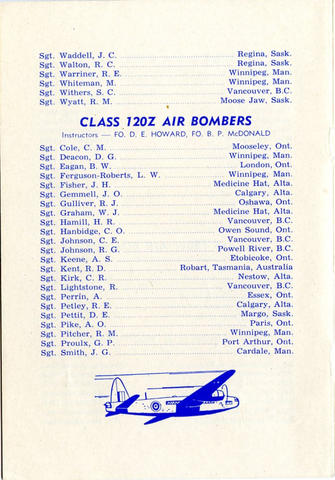 Sgt. Waddell, J. C. Regina, Sask.
Sgt. Walton, R. C. Regina, Sask.
Sgt. Warriner, R. E. Winnipeg, Man.
Sgt. Whiteman, M. Winnipeg, Man.
Sgt. Withers, S. C. Vancouver, B.C.
Sgt. Wyatt, R. M. Moose Jaw, Sask.
CLASS 120Z AIR BOMBERS
Instructors — FO. D. E. HOWARD, FO. B. P. McDONALD
Sgt. Cole, C. M. Mooseley, Ont.
Sgt. Deacon, D. G. Winnipeg, Man.
Sgt. Eagan, B. W. London, Ont.
Sgt. Ferguson-Roberts, L. W. Winnipeg, Man.
Sgt. Fisher, J. H. Medicine Hat, Alta.
Sgt. Gemmell, J. O. Calgary, Alta.
Sgt. Gulliver, R. J. Oshawa, Ont.
Sgt. Graham, W. J. Medicine Hat, Alta.
Sgt. Hamill, H. R. Vancouver, B.C.
Sgt. Hanbidge, C. O. Owen Sound, Ont.
Sgt. Johnson, C. E. Vancouver, B.C.
Sgt. Johnson, R. G. Powell River, B.C.
Sgt. Keene, A. S. Etobicoke, Ont.
Sgt. Kent, R. D. Robart, Tasmania, Australia
Sgt. Kirk, C. R. Nestow, Alta.
Sgt. Lightstone, R. Vancouver, B.C.
Sgt. Perrin, A. Essex, Ont.
Sgt. Petley, R. E. Calgary, Alta.
Sgt. Pettit, D. E. Margo, Sask.
Sgt. Pike, A. O. Paris, Ont.
Sgt. Pitcher, R. M. Winnipeg, Man.
Sgt. Proulx, G. P. Port Arthur, Ont.
Sgt. Smith, J. G. Cardale, Man.